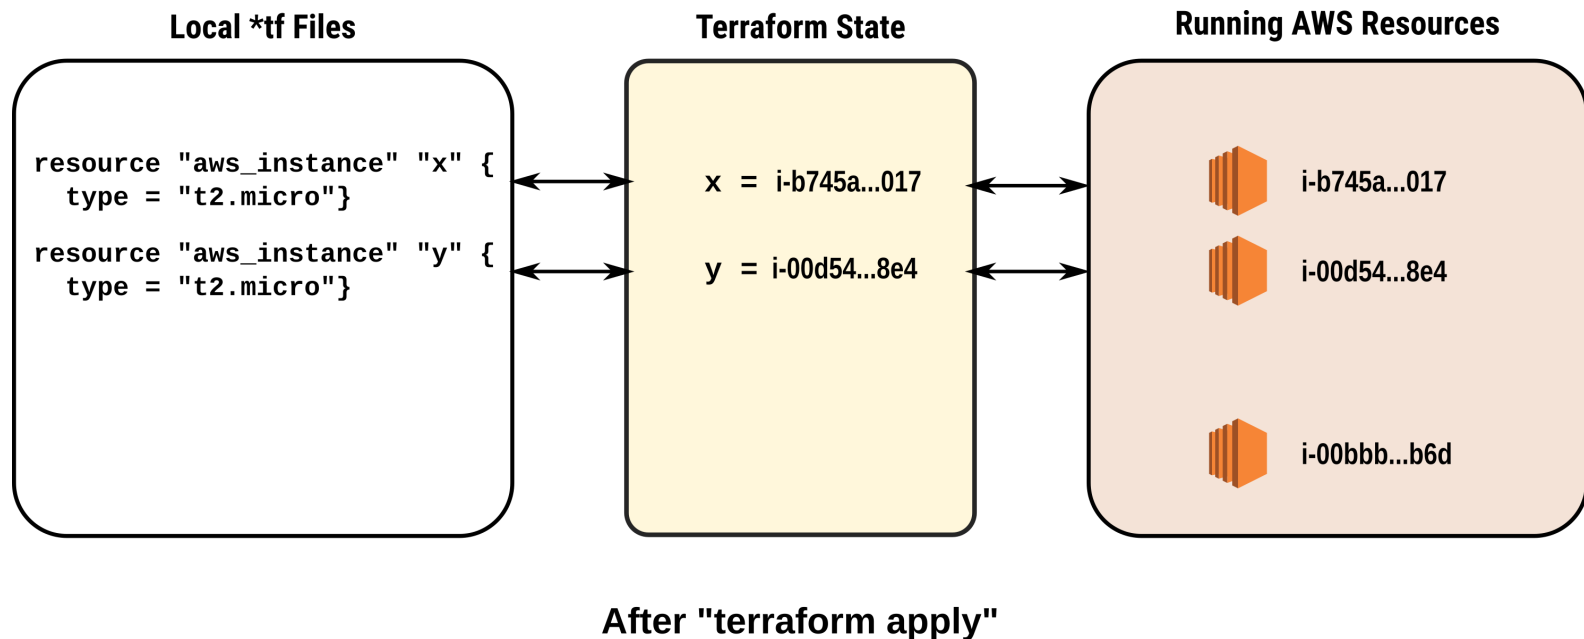 Local *tf Files
Terraform State
Running AWS Resources
resource "aws_instance" "x" {
  type = "t2.micro"}
resource "aws_instance" "y" {
  type = "t2.micro"}
x = i-b745a...017
y = i-00d54...8e4
i-b745a...017
i-00d54...8e4
i-00bbb...b6d
After "terraform apply"